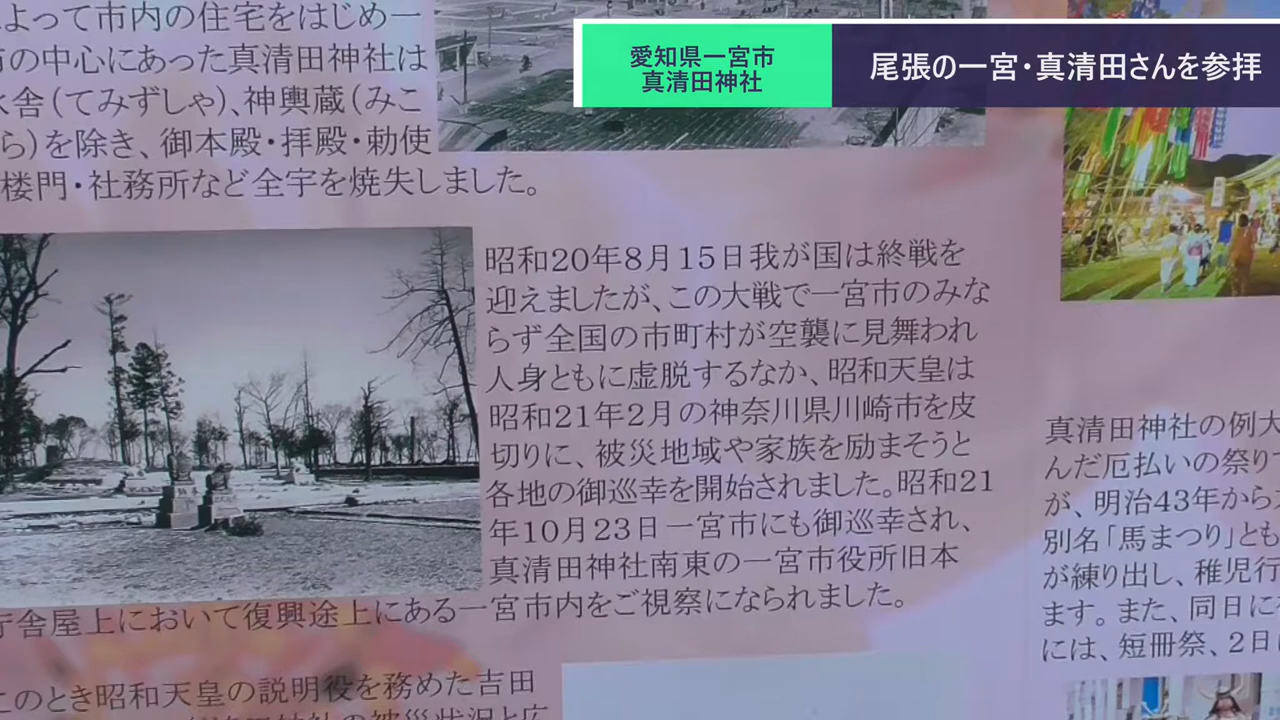 愛知県一宮市
真清田神社
尾張の一宮・真清田さんを参拝
よって市内の住宅をはじめ一
の中心にあった真清田神社は
舎(てみずしゃ)、神輿蔵(みこ
ら)を除き、御本殿・拝殿・勅使
楼門・社務所など全宇を焼失しました。
昭和20年8月15日我が国は終戦を
迎えましたが、この大戦で一宮市のみな
らず全国の市町村が空襲に見舞われ
人身ともに虚脱するなか、昭和天皇は
昭和21年2月の神奈川県川崎市を皮
切りに、被災地域や家族を励まそうと
各地の御巡幸を開始されました。昭和21
年10月23日一宮市にも御巡幸され、
真清田神社南東の一宮市役所旧本
庁舎屋上において復興途上にある一宮市内をご視察になられました。
このとき昭和天皇の説明役を務めた吉田
真清田神社の例大
んだ厄払いの祭り
が、明治43年から
別名「馬まつり」とも
が練り出し、稚児行
ます。また、同日に
には、短冊祭、2日